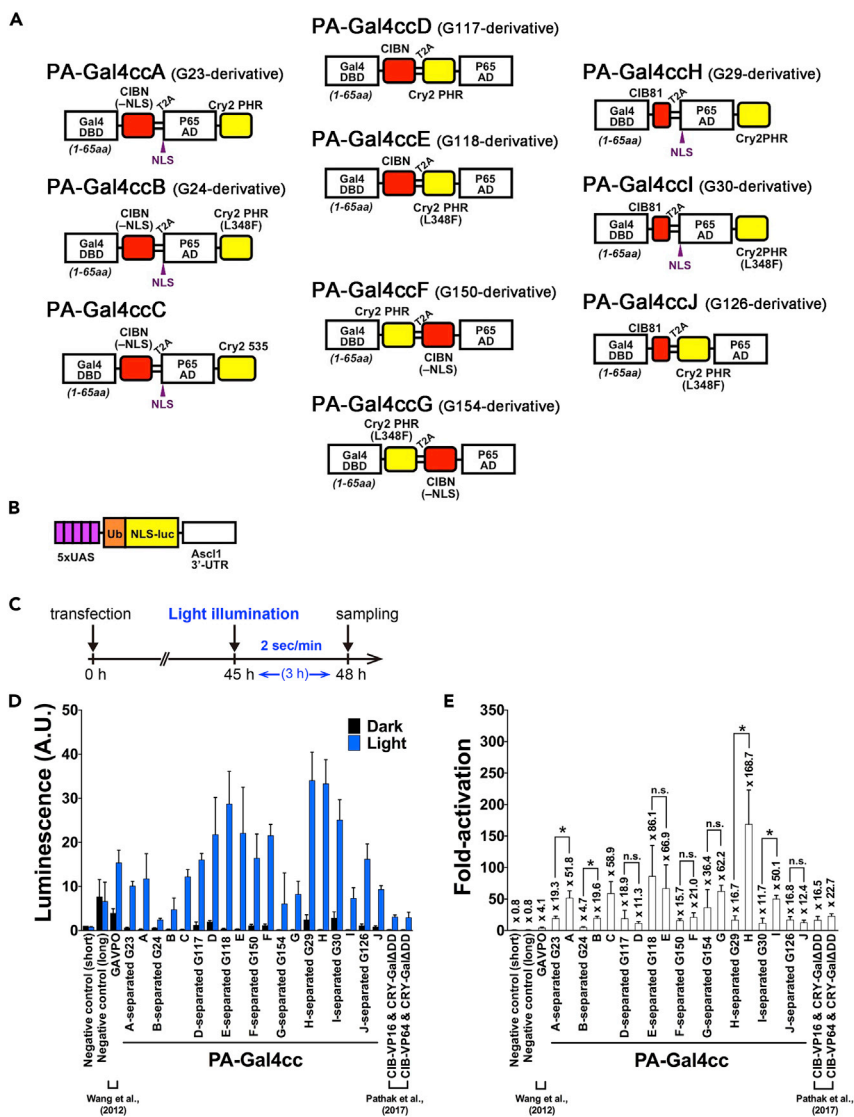 A
PA-Gal4ccA (G23-derivative)
CIBN
(–NLS)
T2A
Cry2 PHR
Gal4
DBD
P65
AD
(1-65aa)
NLS
PA-Gal4ccB (G24-derivative)
CIBN
(–NLS)
T2A
Cry2 PHR
(L348F)
Gal4
DBD
P65
AD
(1-65aa)
NLS
PA-Gal4ccC
CIBN
(–NLS)
T2A
Cry2 535
Gal4
DBD
P65
AD
(1-65aa)
NLS
PA-Gal4ccD (G117-derivative)
CIBN
T2A
Gal4
DBD
P65
AD
(1-65aa)
Cry2 PHR
PA-Gal4ccE (G118-derivative)
CIBN
T2A
Gal4
DBD
P65
AD
(1-65aa)
Cry2 PHR
(L348F)
PA-Gal4ccF (G150-derivative)
Cry2 PHR
T2A
Gal4
DBD
P65
AD
(1-65aa)
CIBN
(–NLS)
PA-Gal4ccG (G154-derivative)
Cry2 PHR
(L348F)
T2A
Gal4
DBD
P65
AD
(1-65aa)
CIBN
(–NLS)
PA-Gal4ccH (G29-derivative)
CIB81
T2A
Gal4
DBD
P65
AD
(1-65aa)
NLS
Cry2PHR
PA-Gal4ccI (G30-derivative)
CIB81
T2A
Gal4
DBD
P65
AD
(1-65aa)
NLS
Cry2PHR
(L348F)
PA-Gal4ccJ (G126-derivative)
CIB81
T2A
Gal4
DBD
P65
AD
(1-65aa)
Cry2 PHR
(L348F)
B
Ub
NLS-luc
5xUAS
Ascl1
3'-UTR
C
transfection
Light illumination
sampling
2 sec/min
0 h
45 h
(3 h)
48 h
D
Luminescence (A.U.)
50
40
30
20
10
0
Dark
Light
Negative control (short)
Negative control (long)
GAVPO
A-separated G23
A
B-separated G24
B
C
D-separated G117
D
E-separated G118
E
F-separated G150
F
G-separated G154
G
H-separated G29
H
I-separated G30
I
J-separated G126
J
CIB-VP16 & CRY-GalΔDD
CIB-VP64 & CRY-GalΔDD
PA-Gal4cc
Wang et al.,
(2012)
Pathak et al.,
(2017)
E
Fold-activation
350
300
250
200
150
100
50
0
x 0.8
x 0.8
x 4.1
x 19.3
x 51.8
x 4.7
x 19.6
x 58.9
x 18.9
x 11.3
x 86.1
x 66.9
x 15.7
x 21.0
x 36.4
x 62.2
x 16.7
x 168.7
x 11.7
x 50.1
x 16.8
x 12.4
x 16.5
x 22.7
*
*
n.s.
n.s.
n.s.
n.s.
*
*
n.s.
Negative control (short)
Negative control (long)
GAVPO
A-separated G23
A
B-separated G24
B
C
D-separated G117
D
E-separated G118
E
F-separated G150
F
G-separated G154
G
H-separated G29
H
I-separated G30
I
J-separated G126
J
CIB-VP16 & CRY-GalΔDD
CIB-VP64 & CRY-GalΔDD
PA-Gal4cc
Wang et al.,
(2012)
Pathak et al.,
(2017)